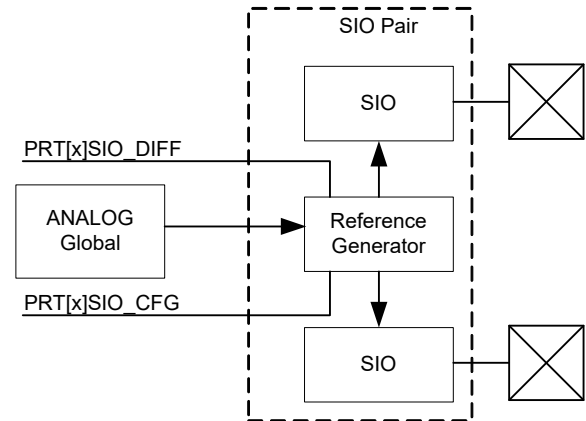 SIO Pair
SIO
PRT[x]SIO_DIFF
ANALOG
Global
Reference
Generator
PRT[x]SIO_CFG
SIO